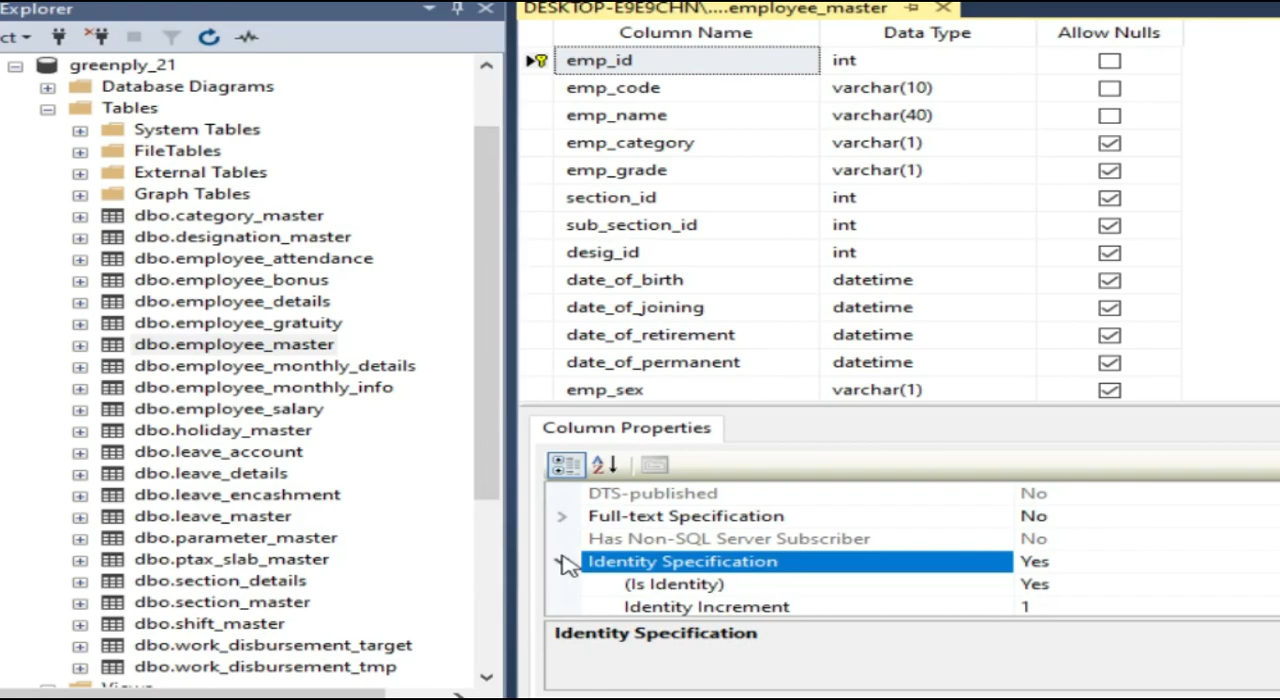 Explorer
ct
greenply_21
Database Diagrams
Tables
System Tables
FileTables
External Tables
Graph Tables
dbo.category_master
dbo.designation_master
dbo.employee_attendance
dbo.employee_bonus
dbo.employee_details
dbo.employee_gratuity
dbo.employee_master
dbo.employee_monthly_details
dbo.employee_monthly_info
dbo.employee_salary
dbo.holiday_master
dbo.leave_account
dbo.leave_details
dbo.leave_encashment
dbo.leave_master
dbo.parameter_master
dbo.ptax_slab_master
dbo.section_details
dbo.section_master
dbo.shift_master
dbo.work_disbursement_target
dbo.work_disbursement_tmp
Views
DESKTOP-E9E9CHN\....employee_master
Column Name Data Type Allow Nulls
emp_id int
emp_code varchar(10)
emp_name varchar(40)
emp_category varchar(1)
emp_grade varchar(1)
section_id int
sub_section_id int
desig_id int
date_of_birth datetime
date_of_joining datetime
date_of_retirement datetime
date_of_permanent datetime
emp_sex varchar(1)
Column Properties
DTS-published No
Full-text Specification No
Has Non-SQL Server Subscriber No
Identity Specification Yes
(Is Identity) Yes
Identity Increment 1
Identity Specification